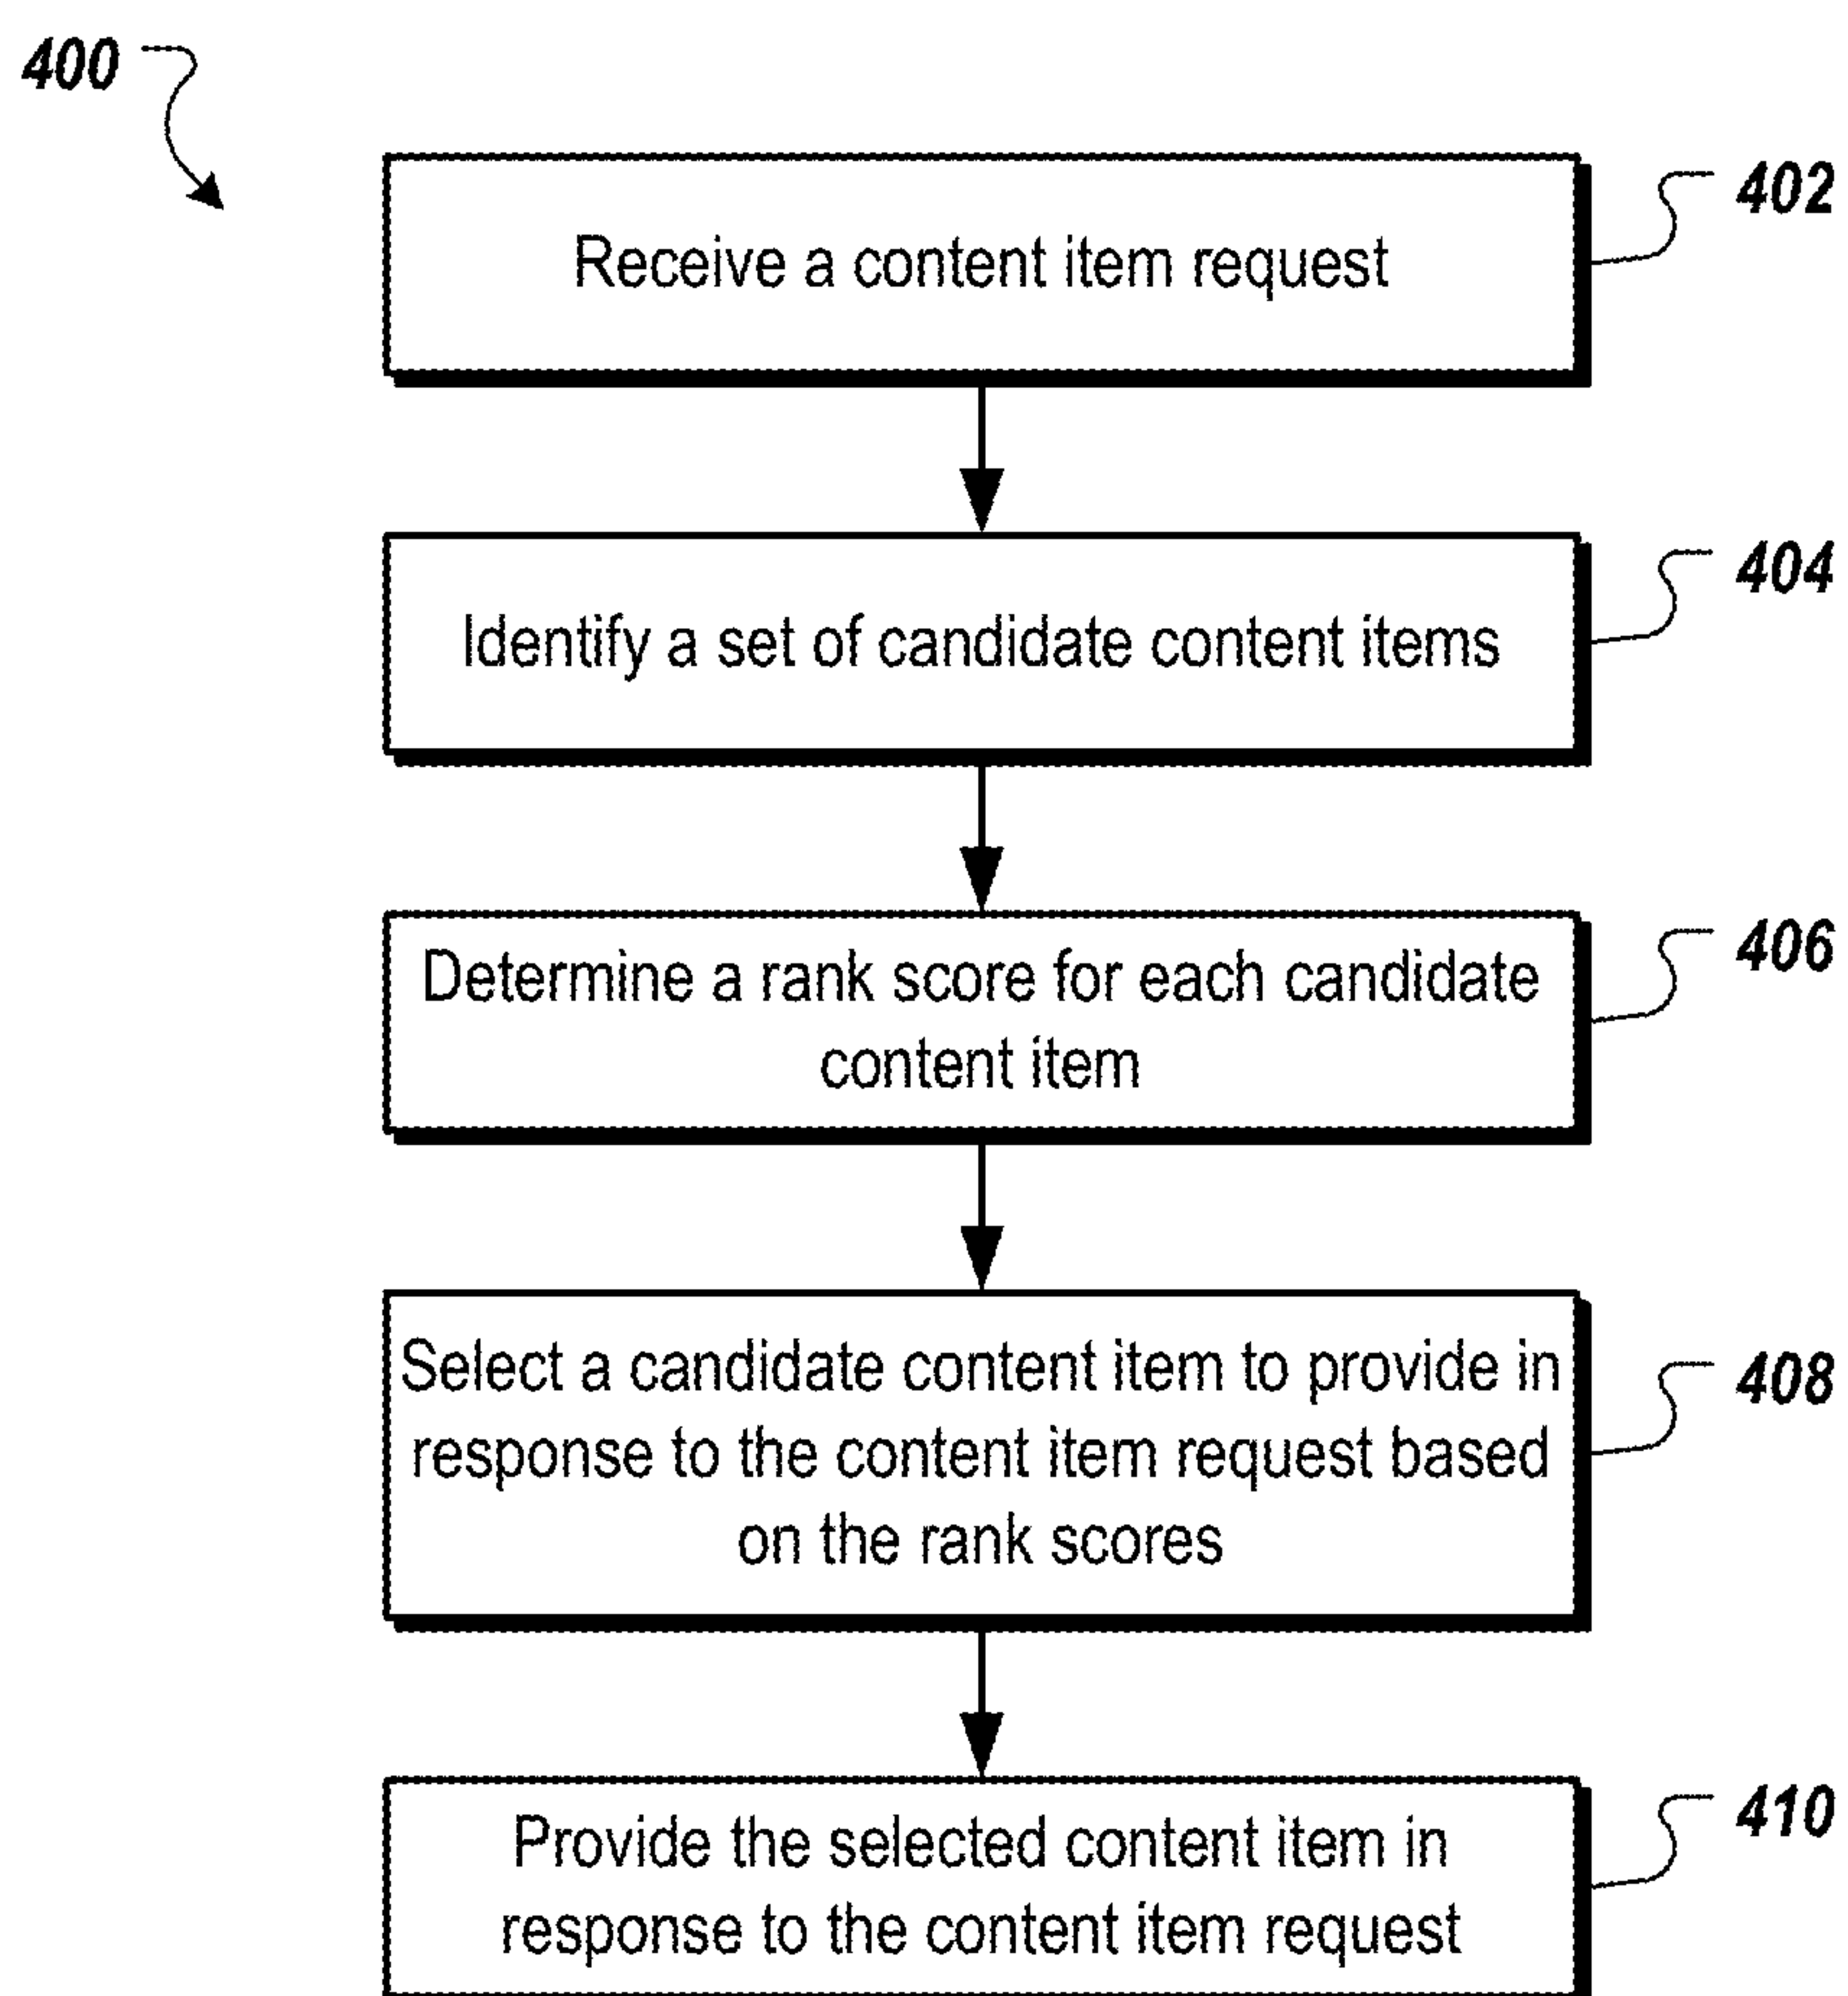 400
Receive a content item request
402
Identify a set of candidate content items
404
Determine a rank score for each candidate
content item
406
Select a candidate content item to provide in
response to the content item request based
on the rank scores
408
Provide the selected content item in
response to the content item request
410